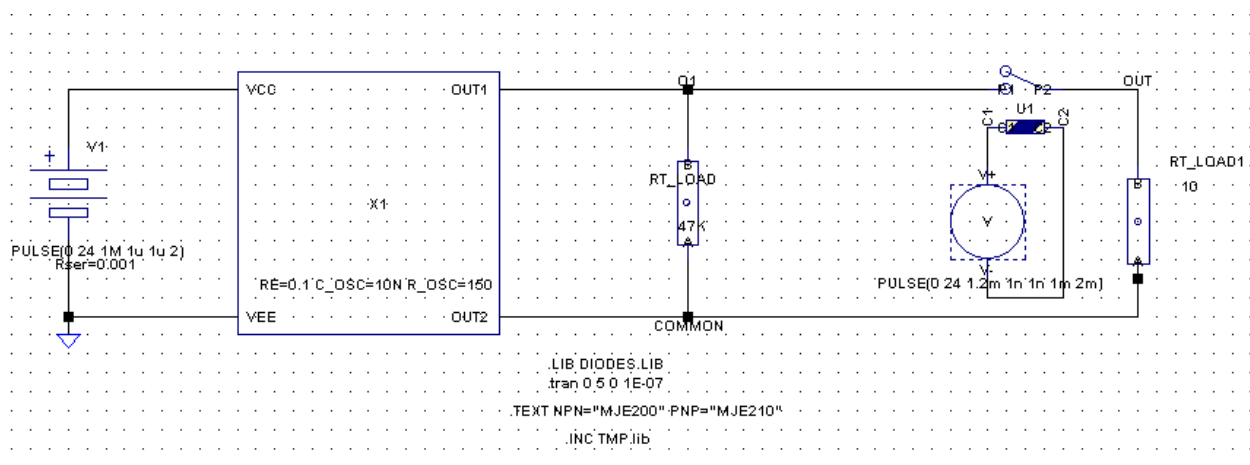 O1
OUT
VCC
OUT1
P1
P2
U1
C1
C2
C1
C2
V1
+
B
RT_LOAD
RT_LOAD1
10
B
V+
X1
V
47K
A
PULSE(0 24 1M 1u 1u 2)
Rser=0.001
V-
A
RE=0.1 C_OSC=10N R_OSC=150
PULSE(0 24 1.2m 1n 1n 1m 2m)
VEE
OUT2
COMMON
.LIB DIODES.LIB
.tran 0 5 0 1E-07
.TEXT NPN="MJE200" PNP="MJE210"
.INC TMP.lib